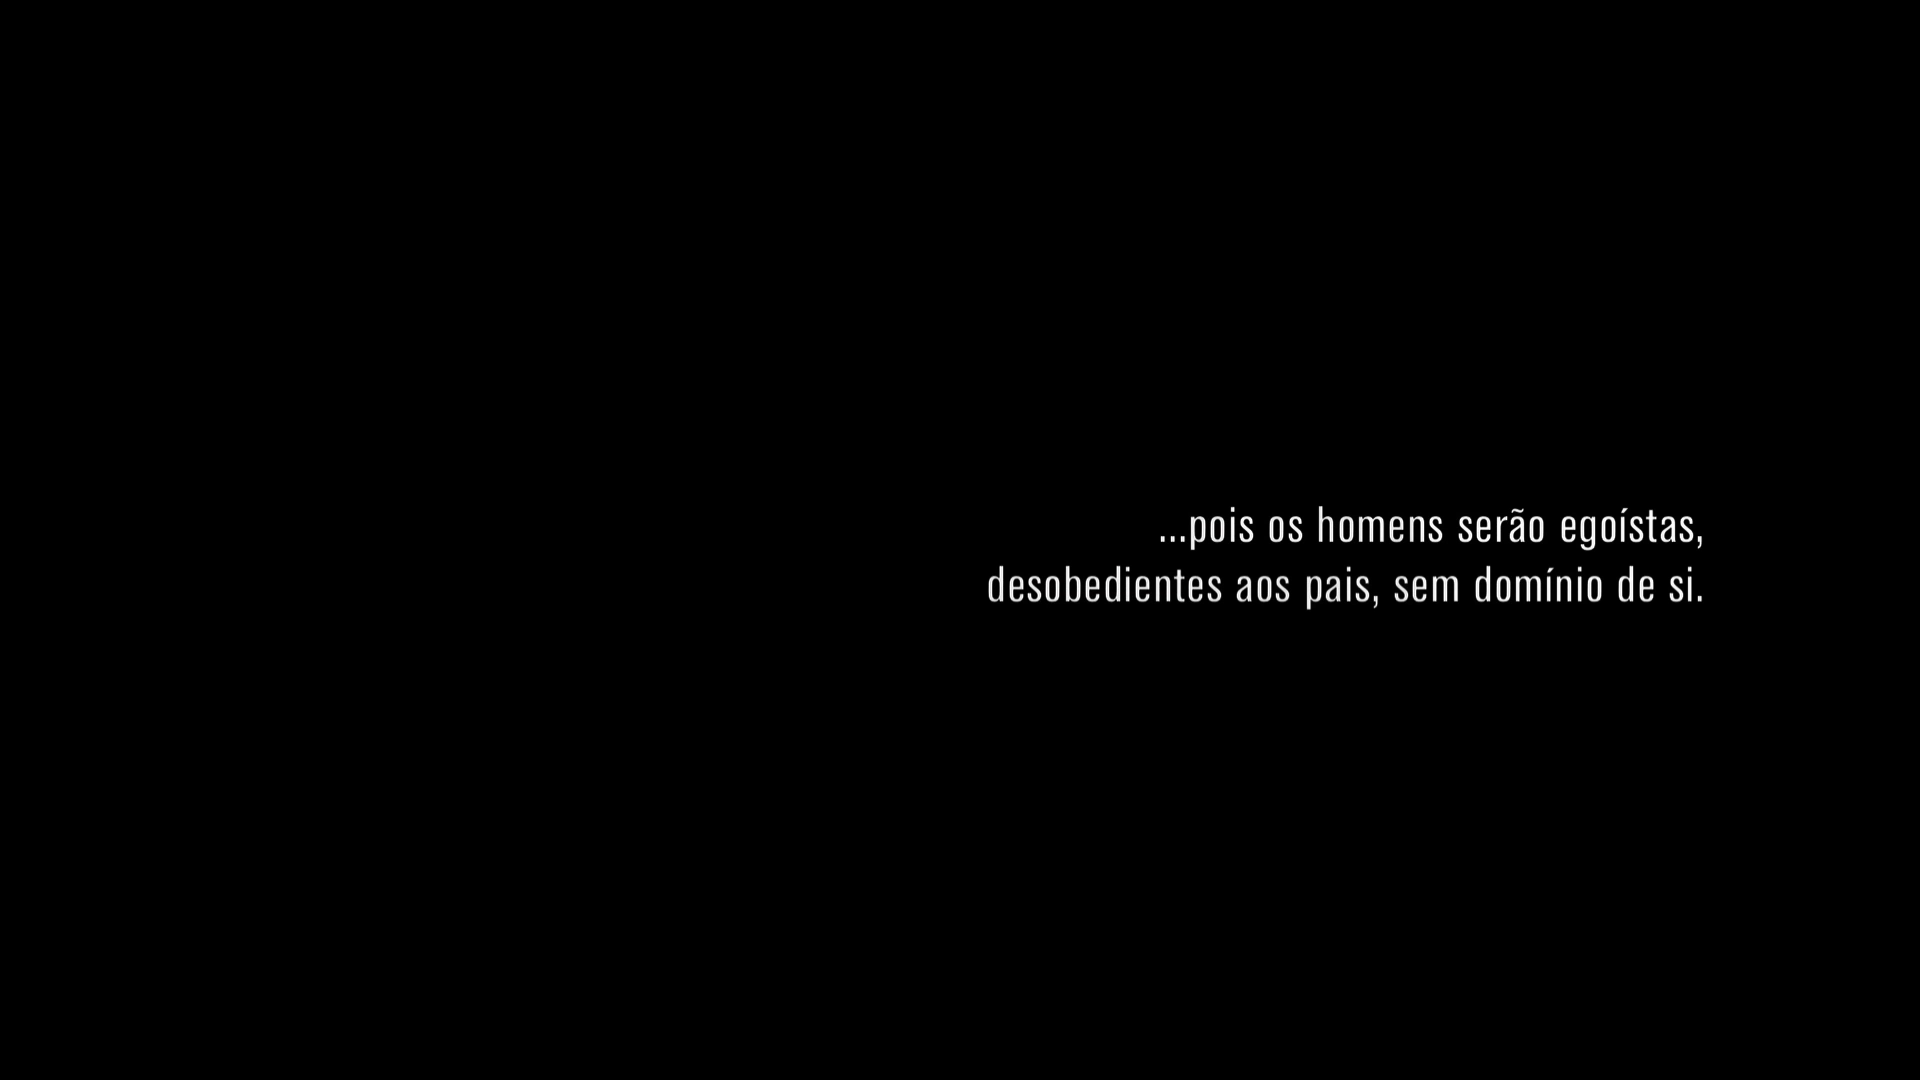 ...pois os homens serão egoístas,
desobedientes aos pais, sem domínio de si.